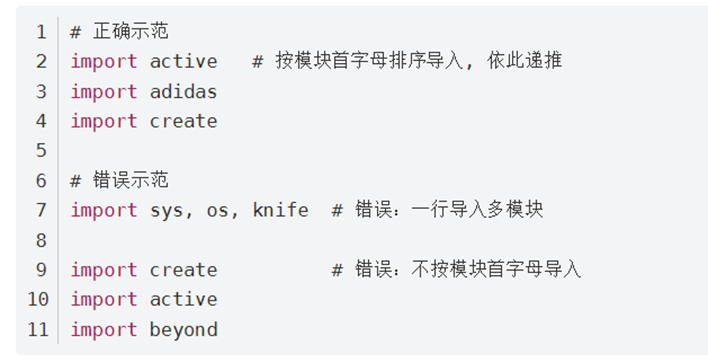 1 # 正确示范
2 import active   # 按模块首字母排序导入, 依此递推
3 import adidas
4 import create
5
6 # 错误示范
7 import sys, os, knife  # 错误: 一行导入多模块
8
9 import create          # 错误: 不按模块首字母导入
10 import active
11 import beyond